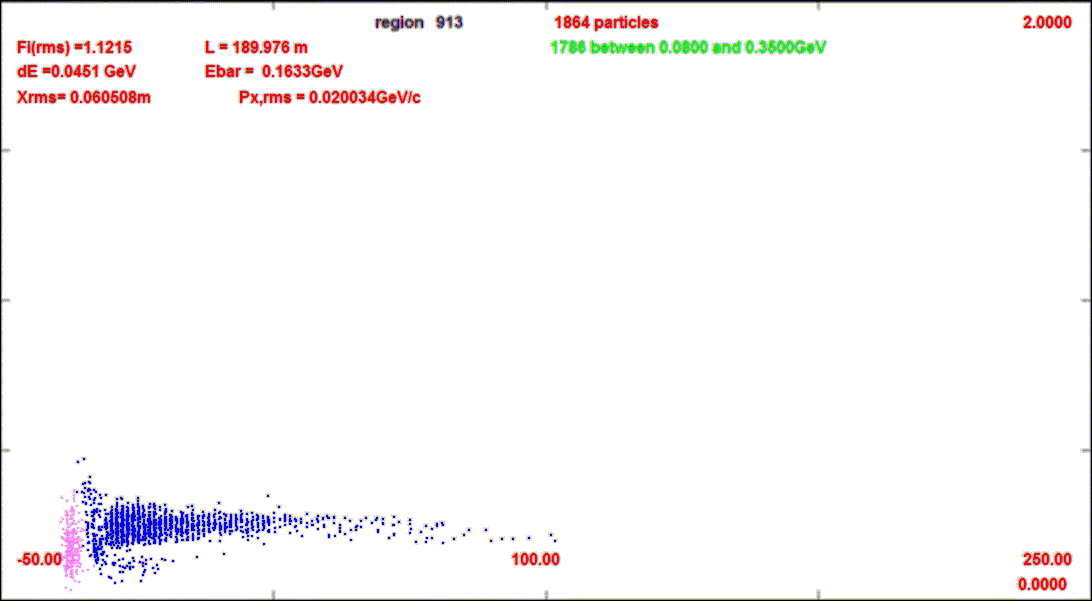 region 913 1864 particles 2.0000
Fi(rms) =1.1215 L = 189.976 m 1786 between 0.0800 and 0.3500GeV
dE =0.0451 GeV Ebar = 0.1633GeV
Xrms= 0.060508m Px,rms = 0.020034GeV/c
-50.00 100.00 250.00
0.0000